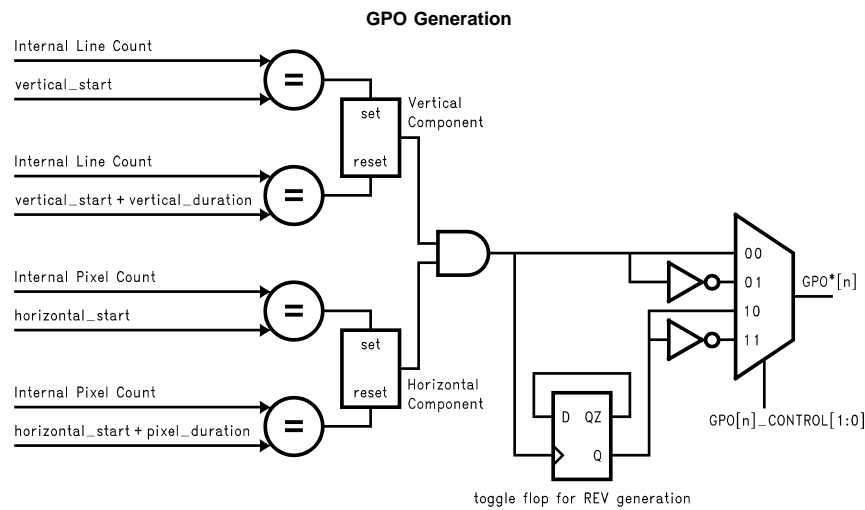 GPO Generation
Internal Line Count
=
vertical_start
set
Vertical
Component
reset
Internal Line Count
=
vertical_start + vertical_duration
00
01
GPO*[n]
10
11
Internal Pixel Count
=
horizontal_start
set
reset
Horizontal
Component
Internal Pixel Count
=
horizontal_start + pixel_duration
D QZ
Q
GPO[n]_CONTROL[1:0]
toggle flop for REV generation